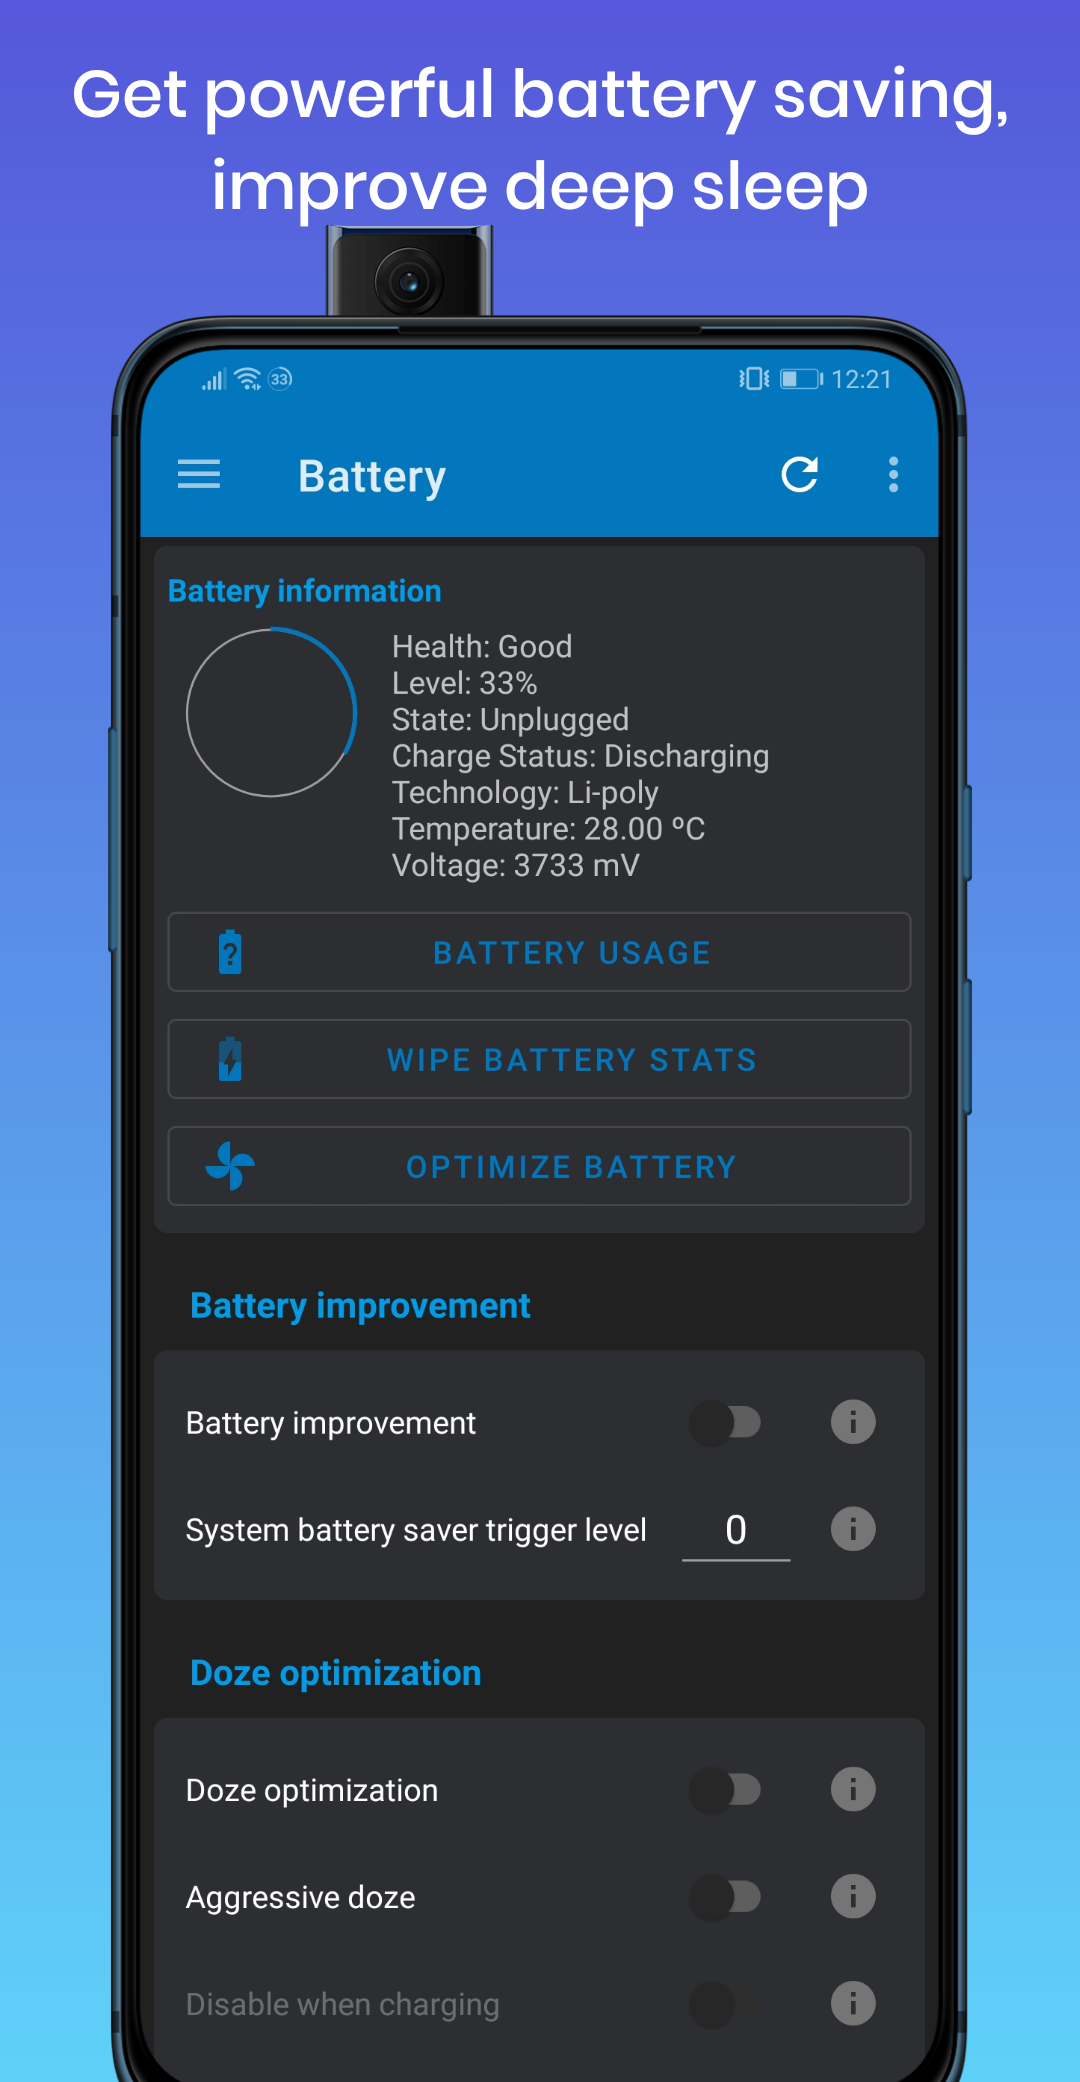 Get powerful battery saving,
improve deep sleep
33 12:21
Battery
Battery information
Health: Good
Level: 33%
State: Unplugged
Charge Status: Discharging
Technology: Li-poly
Temperature: 28.00 ºC
Voltage: 3733 mV
BATTERY USAGE
WIPE BATTERY STATS
OPTIMIZE BATTERY
Battery improvement
Battery improvement
System battery saver trigger level 0
Doze optimization
Doze optimization
Aggressive doze
Disable when charging